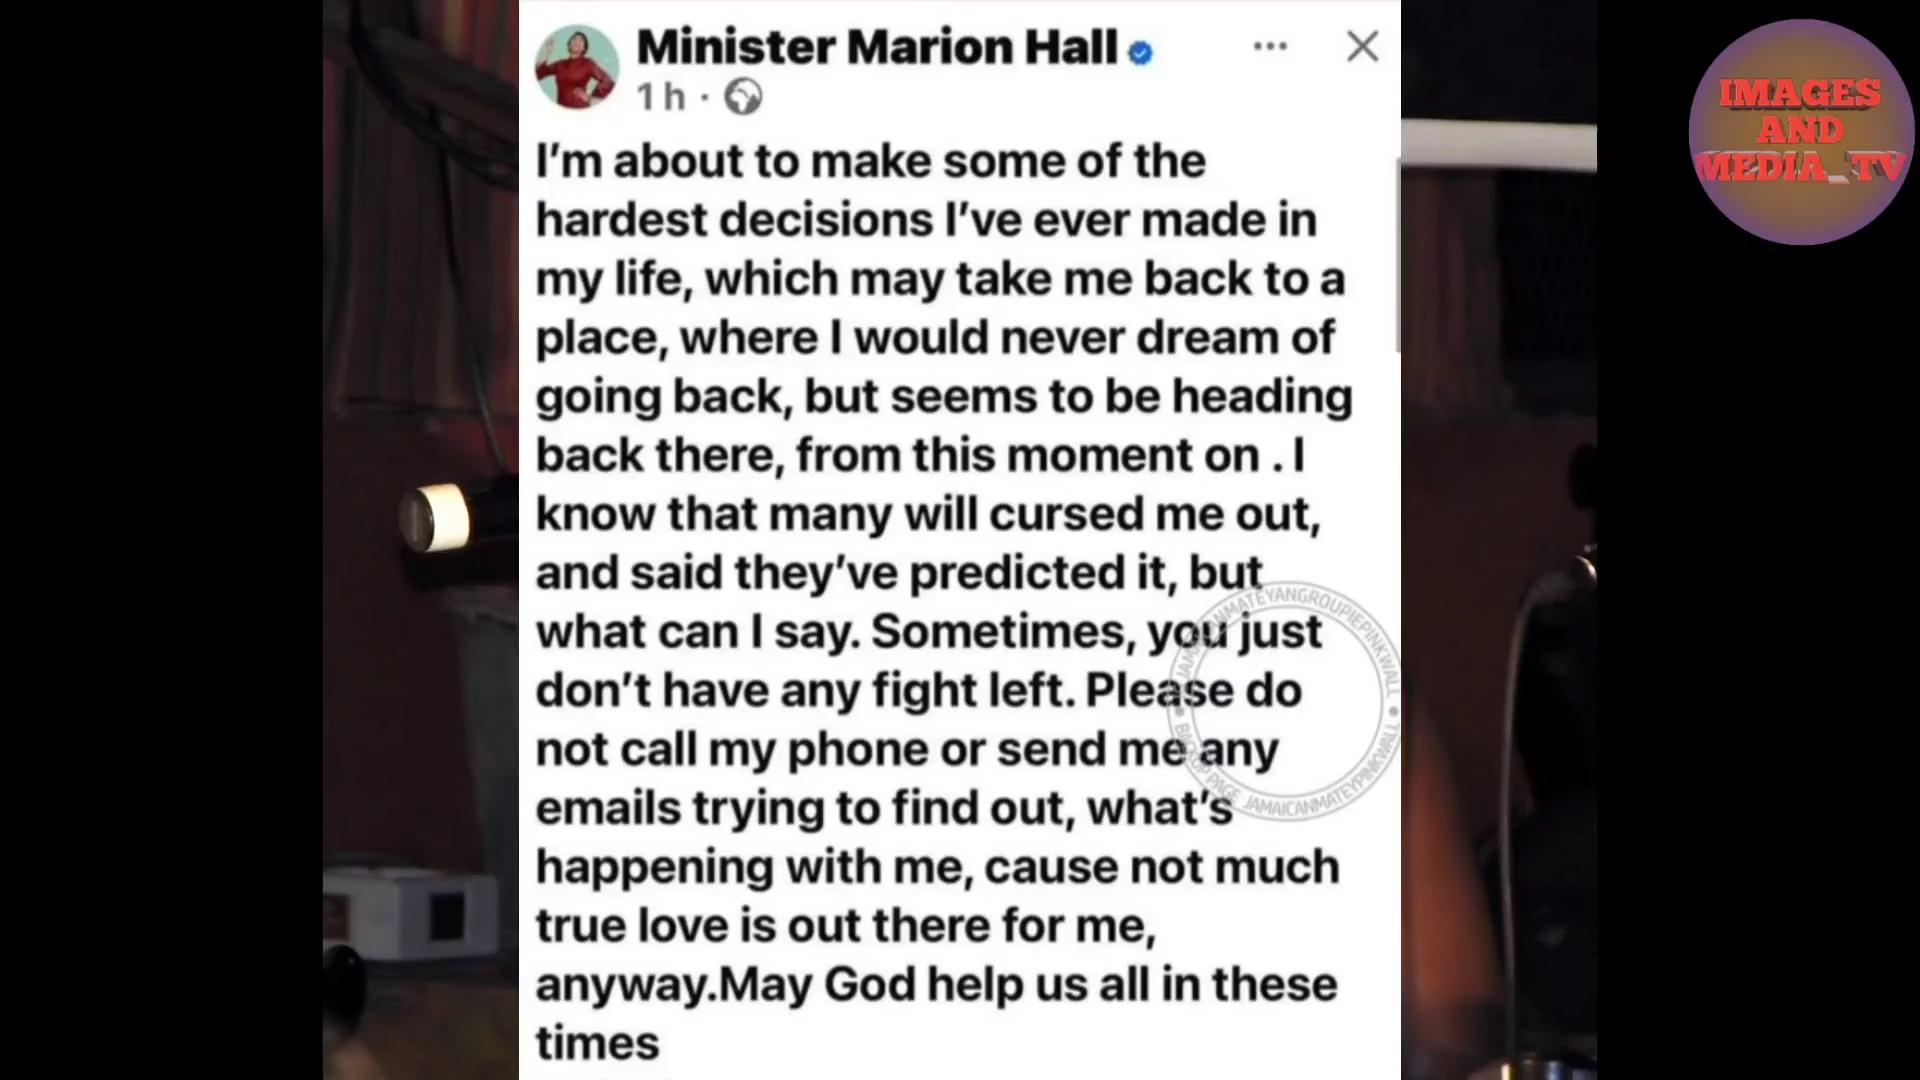 Minister Marion Hall
1 h ·
I'm about to make some of the
hardest decisions I've ever made in
my life, which may take me back to a
place, where I would never dream of
going back, but seems to be heading
back there, from this moment on . I
know that many will cursed me out,
and said they've predicted it, but
what can I say. Sometimes, you just
don't have any fight left. Please do
not call my phone or send me any
emails trying to find out, what's
happening with me, cause not much
true love is out there for me,
anyway.May God help us all in these
times
IMAGES
AND
MEDIA_TV
BACKUP PAGE JAMAICANMATEYPINKWALL